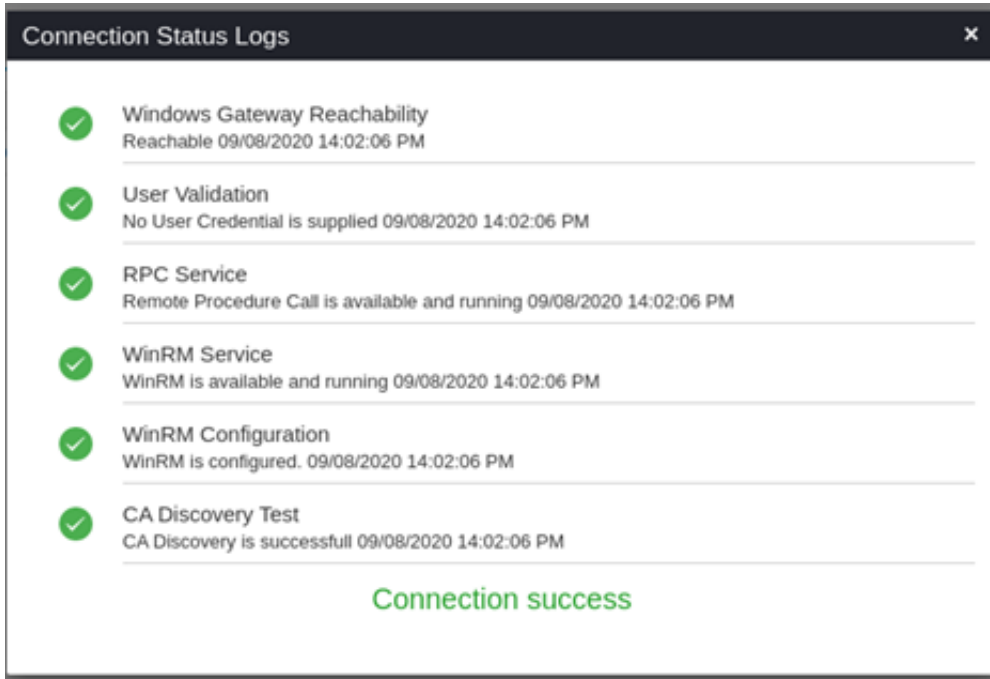 Connection Status Logs ×
Windows Gateway Reachability
Reachable 09/08/2020 14:02:06 PM
User Validation
No User Credential is supplied 09/08/2020 14:02:06 PM
RPC Service
Remote Procedure Call is available and running 09/08/2020 14:02:06 PM
WinRM Service
WinRM is available and running 09/08/2020 14:02:06 PM
WinRM Configuration
WinRM is configured. 09/08/2020 14:02:06 PM
CA Discovery Test
CA Discovery is successfull 09/08/2020 14:02:06 PM
Connection success